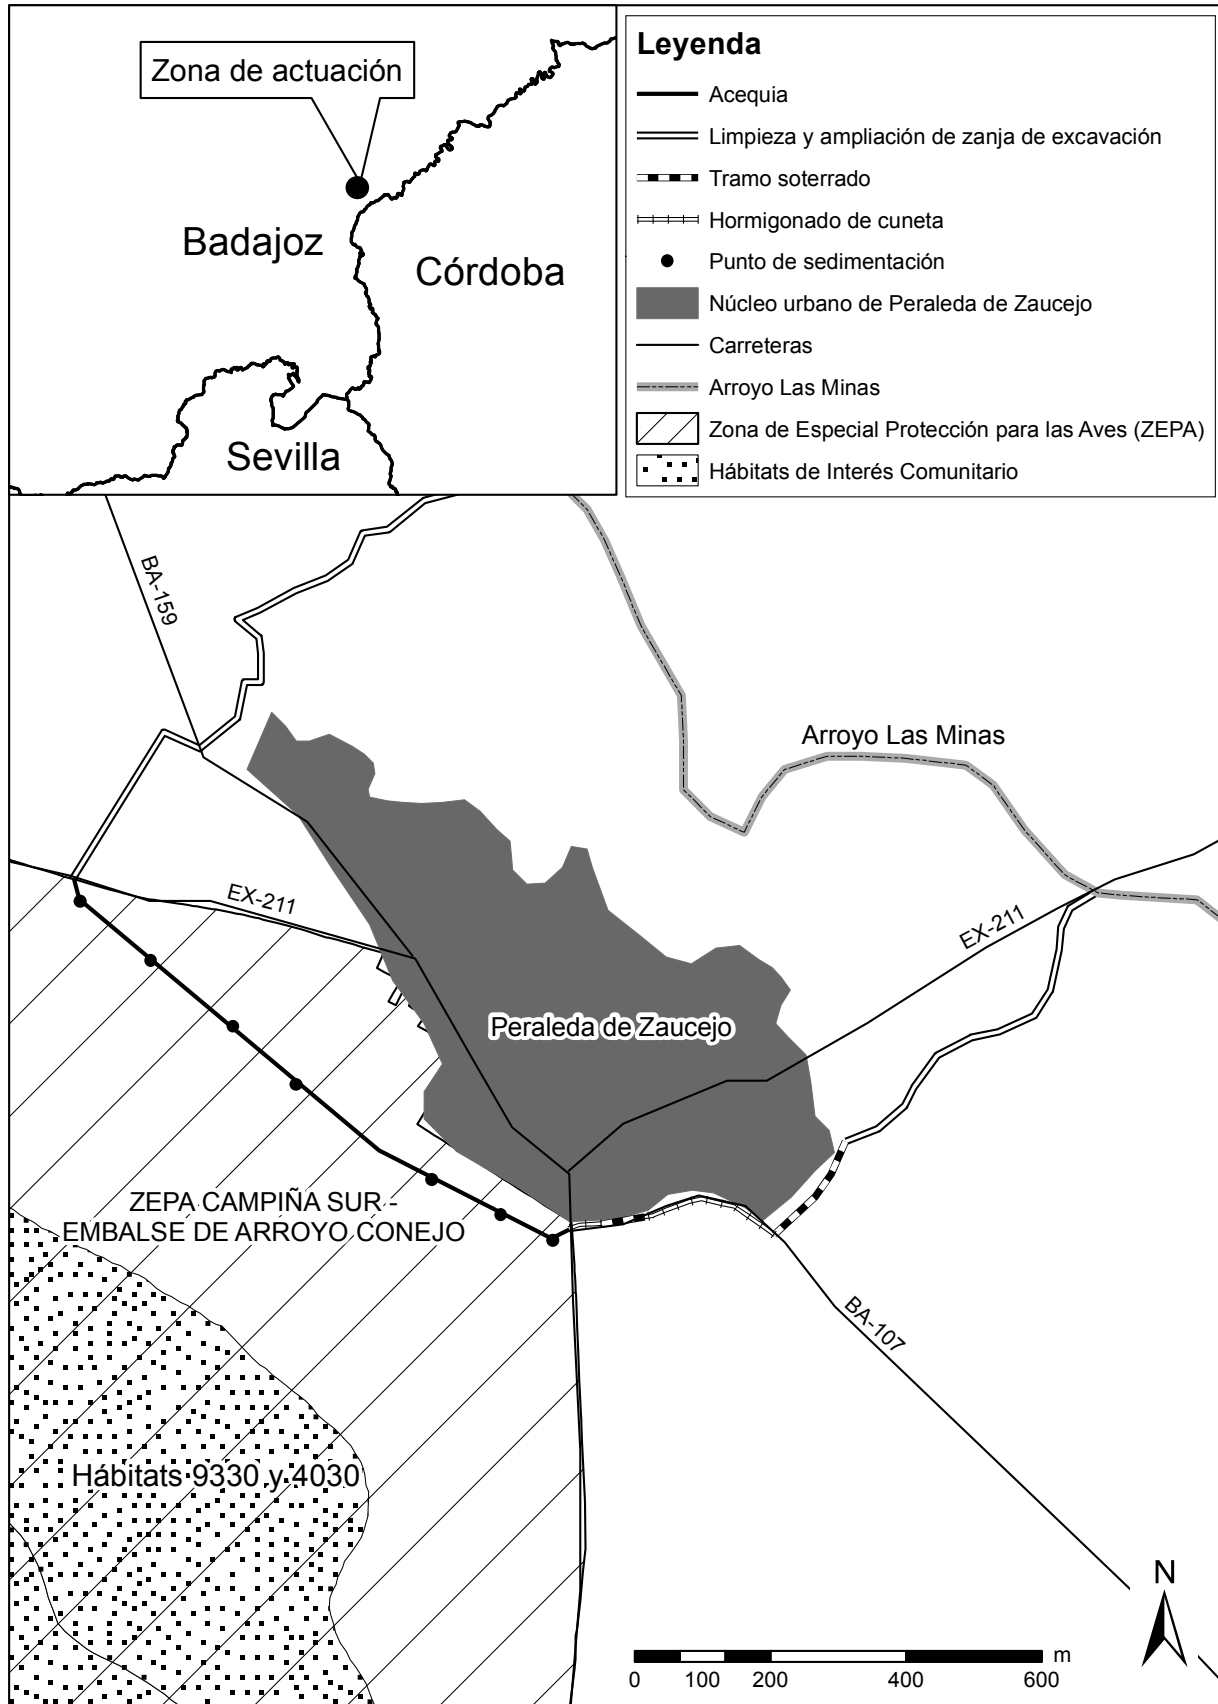 Zona de actuación
Badajoz
Córdoba
Sevilla
Leyenda
Acequia
Limpieza y ampliación de zanja de excavación
Tramo soterrado
Hormigonado de cuneta
Punto de sedimentación
Núcleo urbano de Peraleda de Zaucejo
Carreteras
Arroyo Las Minas
Zona de Especial Protección para las Aves (ZEPA)
Hábitats de Interés Comunitario
BA-159
Arroyo Las Minas
EX-211
EX-211
Peraleda de Zaucejo
ZEPA CAMPIÑA SUR -
EMBALSE DE ARROYO CONEJO
BA-107
Hábitats 9330 y 4030
N
m
0 100 200 400 600